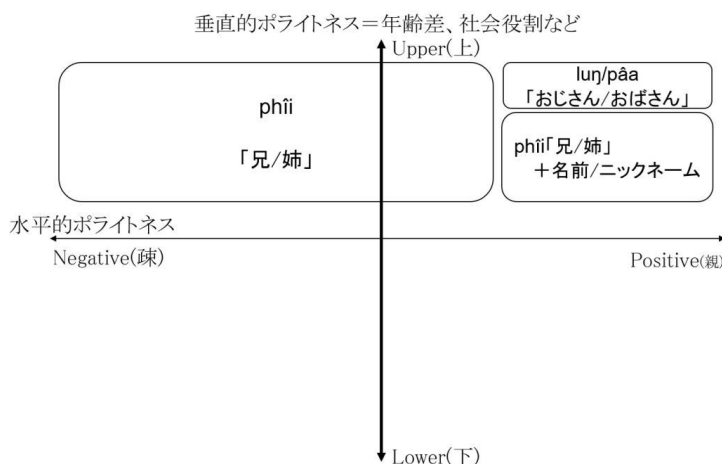 垂直的ポライトネス＝年齢差、社会役割など
Upper(上)
phîi
「兄/姉」
luŋ/pâa
「おじさん/おばさん」
phîi「兄/姉」
＋名前/ニックネーム
水平的ポライトネス
Negative(疎)
Positive(親)
Lower(下)